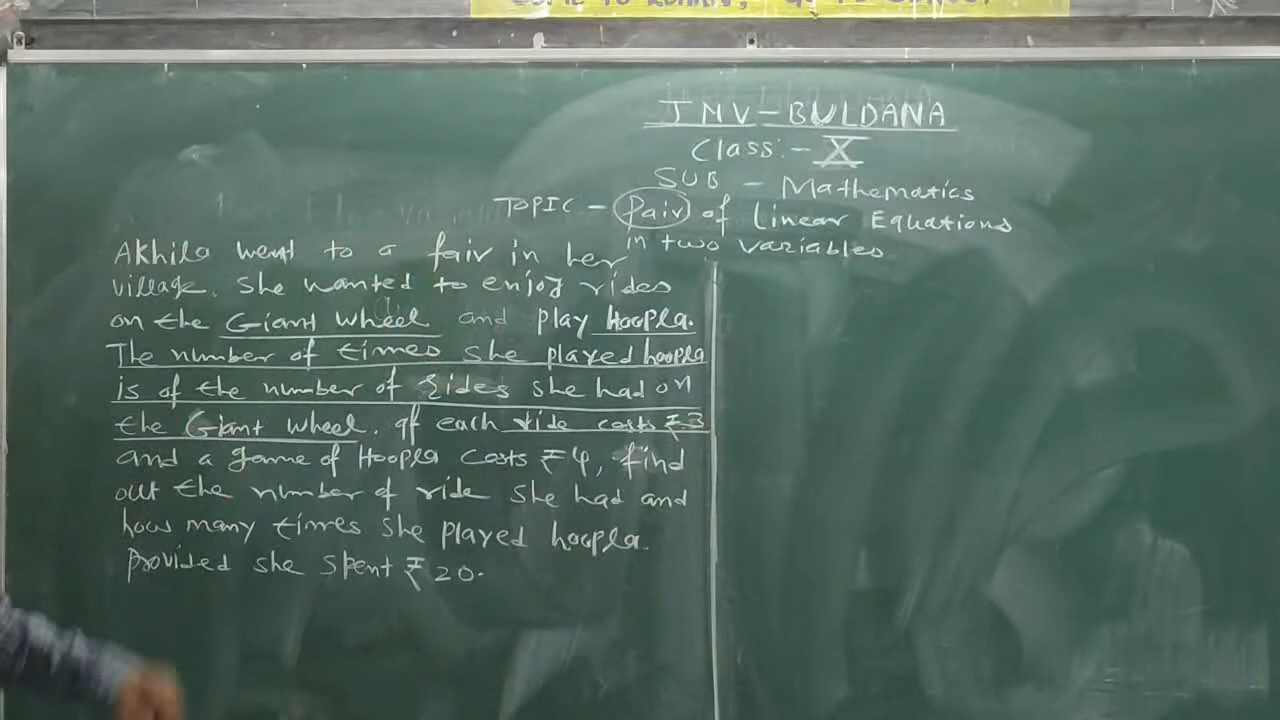 JNV-BULDANA
Class:- X
SUB - Mathematics
TOPIC - Pair of Linear Equations
in two variables
Akhila went to a fair in her
village. She wanted to enjoy rides
on the Giant Wheel and play Hoopla.
The number of times she played hoopla
is of the number of rides she had on
the Giant Wheel. If each ride costs ₹3
and a game of Hoopla costs ₹4, find
out the number of ride she had and
how many times she played hoopla.
Provided she spent ₹20.